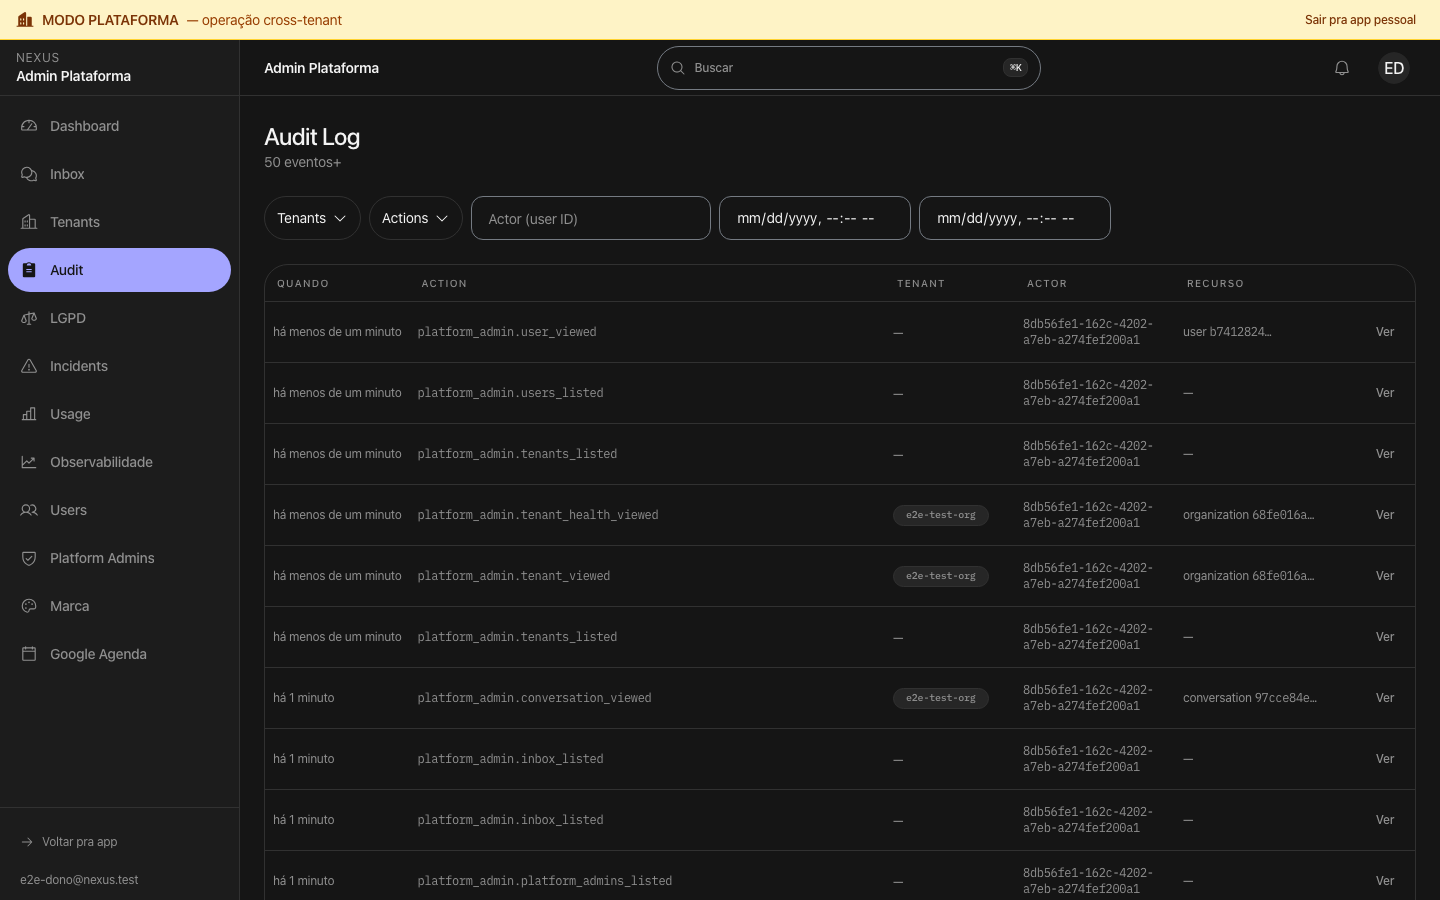 MODO PLATAFORMA — operação cross-tenant
Sair pra app pessoal
NEXUS
Admin Plataforma
Admin Plataforma
Buscar
⌘K
ED
Dashboard
Inbox
Tenants
Audit
LGPD
Incidents
Usage
Observabilidade
Users
Platform Admins
Marca
Google Agenda
Voltar pra app
e2e-dono@nexus.test
Audit Log
50 eventos+
Tenants
Actions
Actor (user ID)
mm/dd/yyyy, --:-- --
mm/dd/yyyy, --:-- --
QUANDO ACTION TENANT ACTOR RECURSO
há menos de um minuto platform_admin.user_viewed — 8db56fe1-162c-4202- user b7412824… Ver
a7eb-a274fef200a1
há menos de um minuto platform_admin.users_listed — 8db56fe1-162c-4202- — Ver
a7eb-a274fef200a1
há menos de um minuto platform_admin.tenants_listed — 8db56fe1-162c-4202- — Ver
a7eb-a274fef200a1
há menos de um minuto platform_admin.tenant_health_viewed e2e-test-org 8db56fe1-162c-4202- organization 68fe016a… Ver
a7eb-a274fef200a1
há menos de um minuto platform_admin.tenant_viewed e2e-test-org 8db56fe1-162c-4202- organization 68fe016a… Ver
a7eb-a274fef200a1
há menos de um minuto platform_admin.tenants_listed — 8db56fe1-162c-4202- — Ver
a7eb-a274fef200a1
há 1 minuto platform_admin.conversation_viewed e2e-test-org 8db56fe1-162c-4202- conversation 97cce84e… Ver
a7eb-a274fef200a1
há 1 minuto platform_admin.inbox_listed — 8db56fe1-162c-4202- — Ver
a7eb-a274fef200a1
há 1 minuto platform_admin.inbox_listed — 8db56fe1-162c-4202- — Ver
a7eb-a274fef200a1
há 1 minuto platform_admin.platform_admins_listed — 8db56fe1-162c-4202- — Ver
a7eb-a274fef200a1